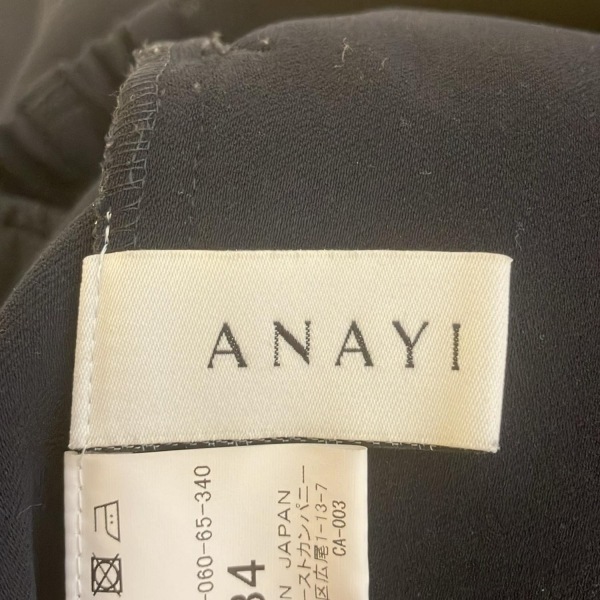 ANAYI
-060-65-340
34
N JAPAN
ーストカンパニー
区広尾1-13-7
CA-003